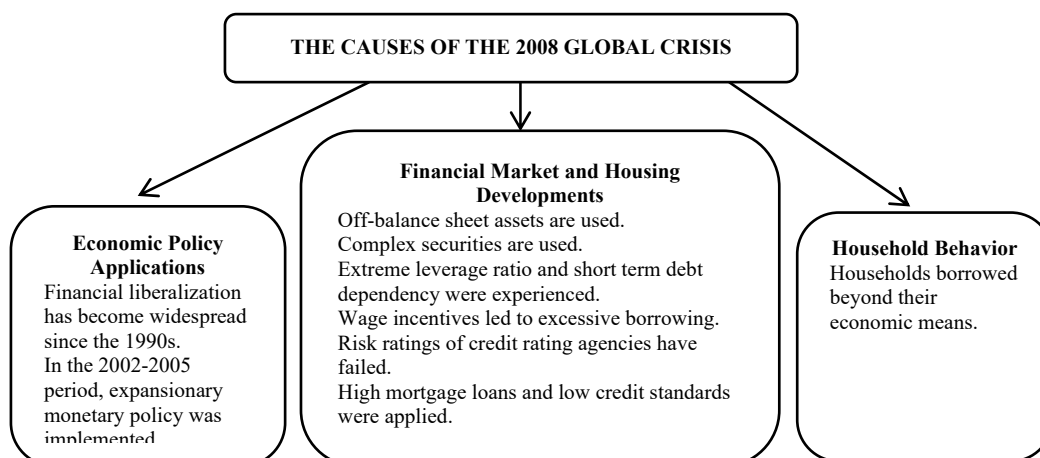 THE CAUSES OF THE 2008 GLOBAL CRISIS
Economic Policy
Applications
Financial liberalization
has become widespread
since the 1990s.
In the 2002-2005
period, expansionary
monetary policy was
implemented
Financial Market and Housing
Developments
Off-balance sheet assets are used.
Complex securities are used.
Extreme leverage ratio and short term debt
dependency were experienced.
Wage incentives led to excessive borrowing.
Risk ratings of credit rating agencies have
failed.
High mortgage loans and low credit standards
were applied.
Household Behavior
Households borrowed
beyond their
economic means.